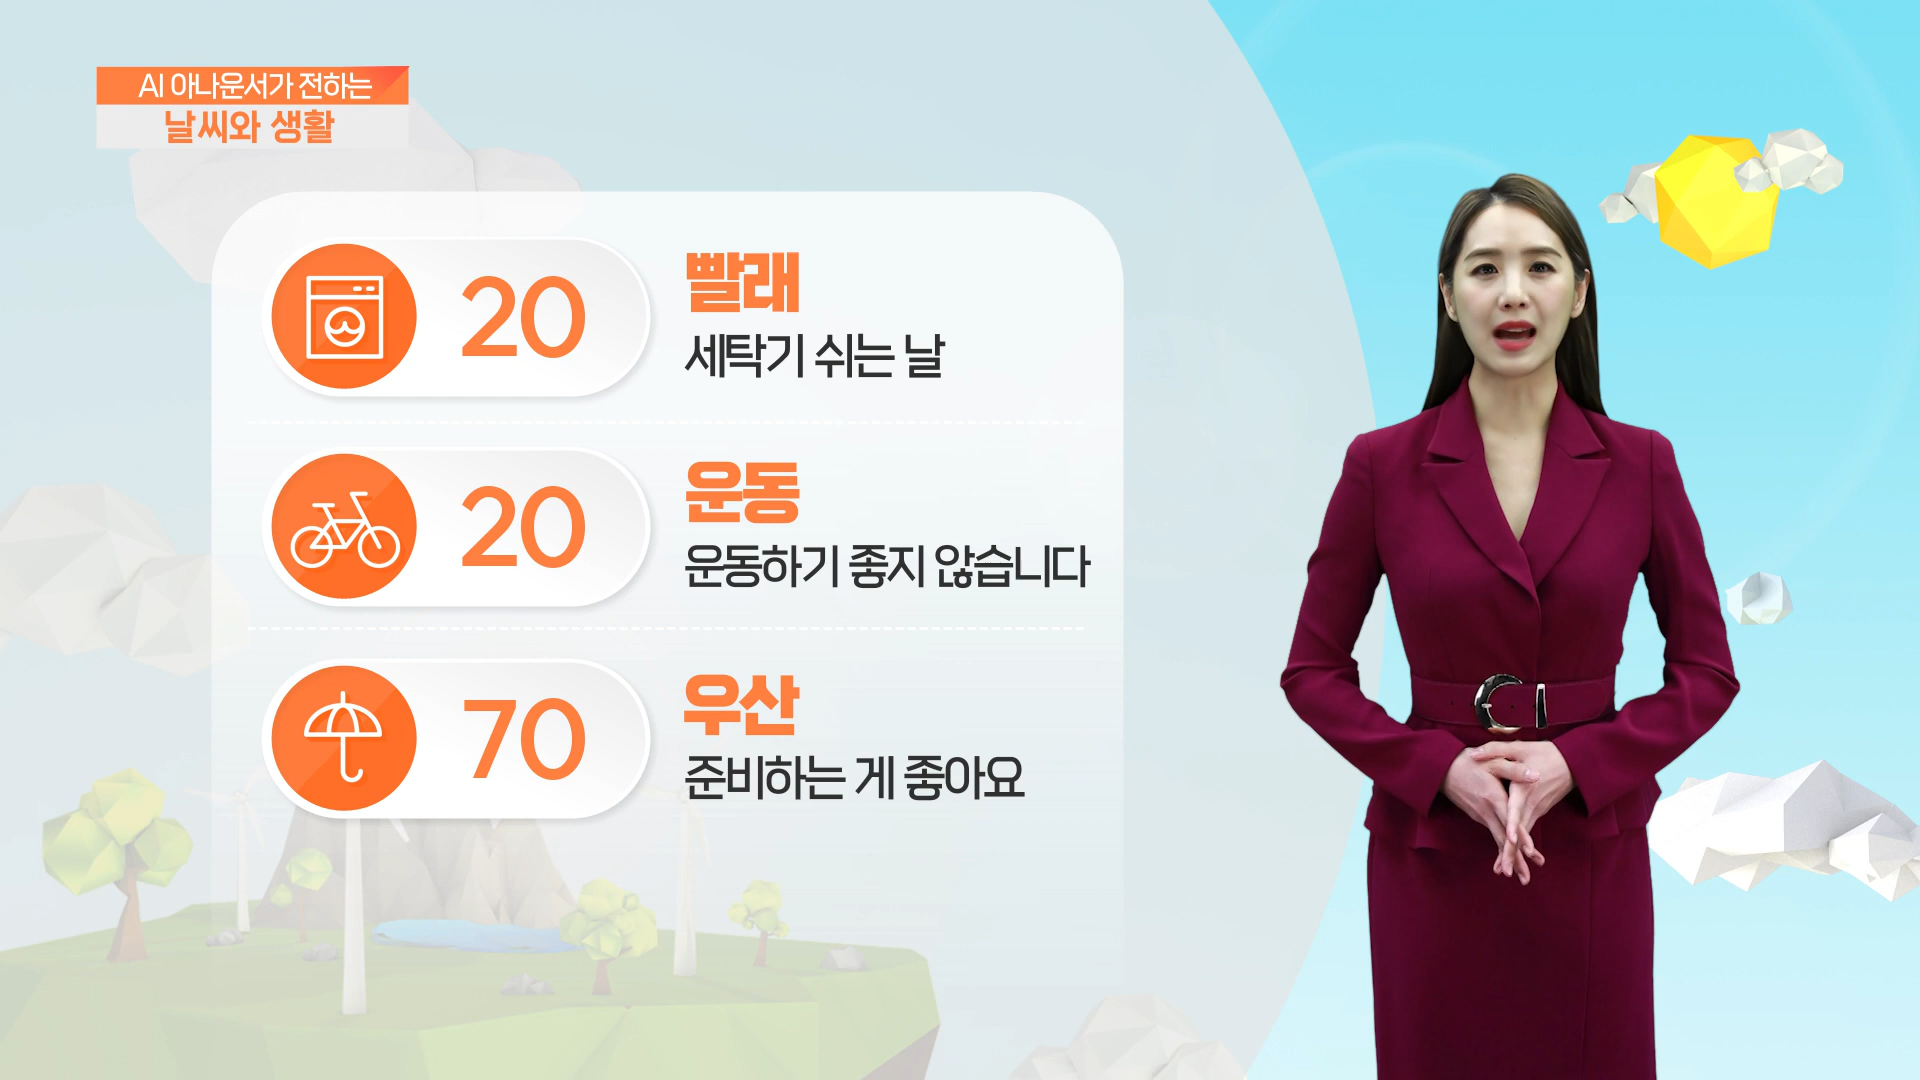 AI 아나운서가 전하는
날씨와 생활
20
빨래
세탁기 쉬는 날
20
운동
운동하기 좋지 않습니다
70
우산
준비하는 게 좋아요